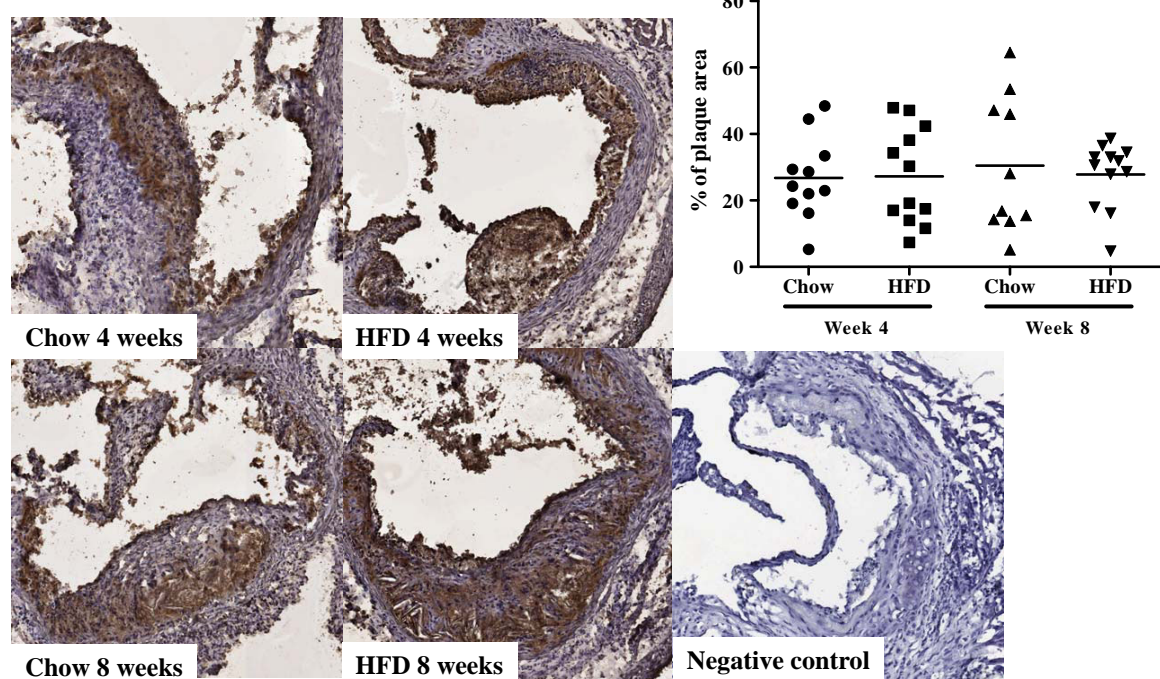 Chow 4 weeks
HFD 4 weeks
% of plaque area
80
60
40
20
0
Chow HFD Chow HFD
Week 4 Week 8
Chow 8 weeks
HFD 8 weeks
Negative control